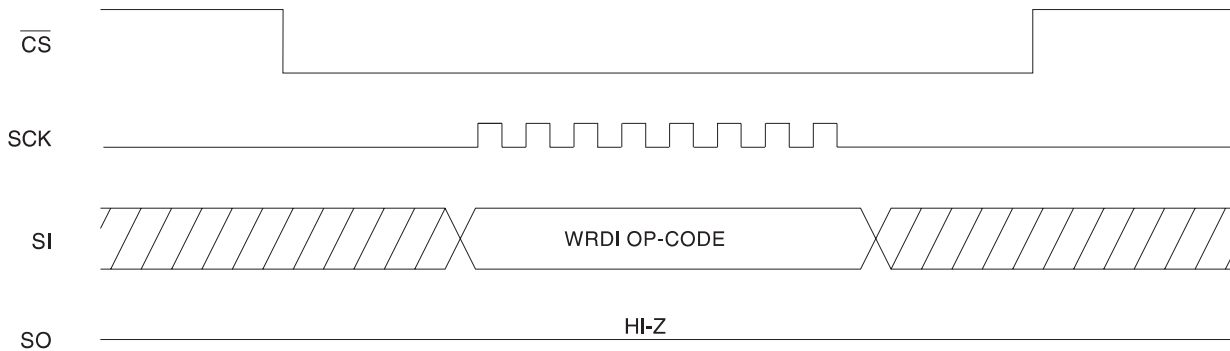 CS
SCK
SI
WRDI OP-CODE
HI-Z
SO